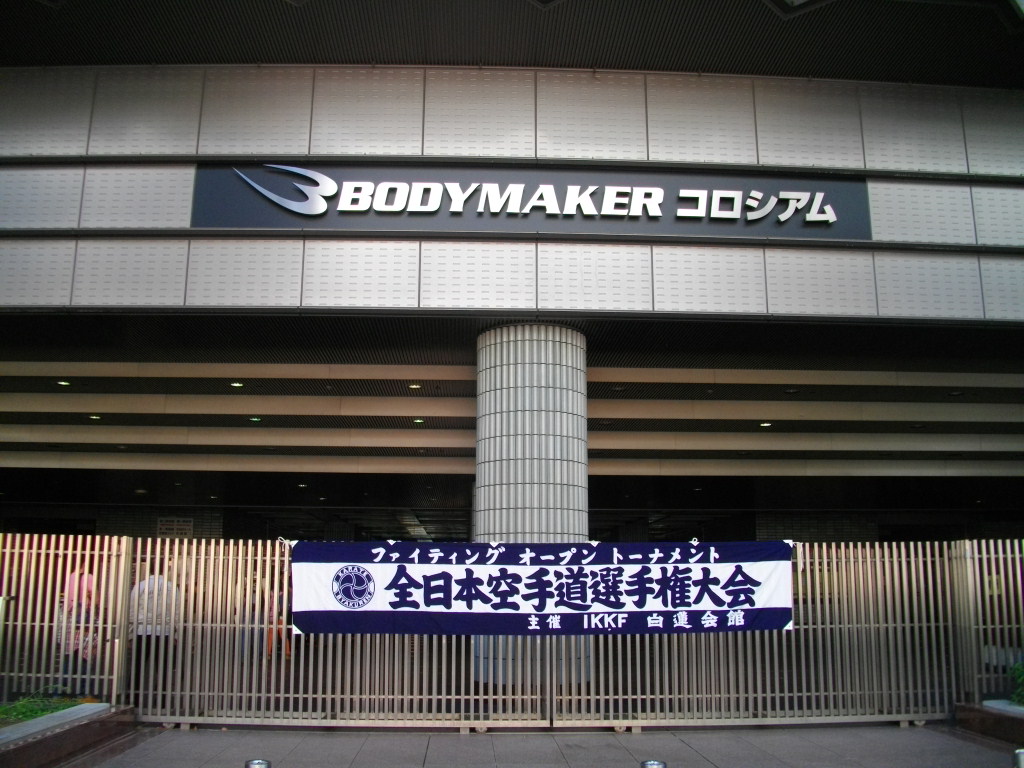 BODYMAKER コロシアム
ファイティング オープン トーナメント
全日本空手道選手権大会
主催 IKKF 白蓮会館